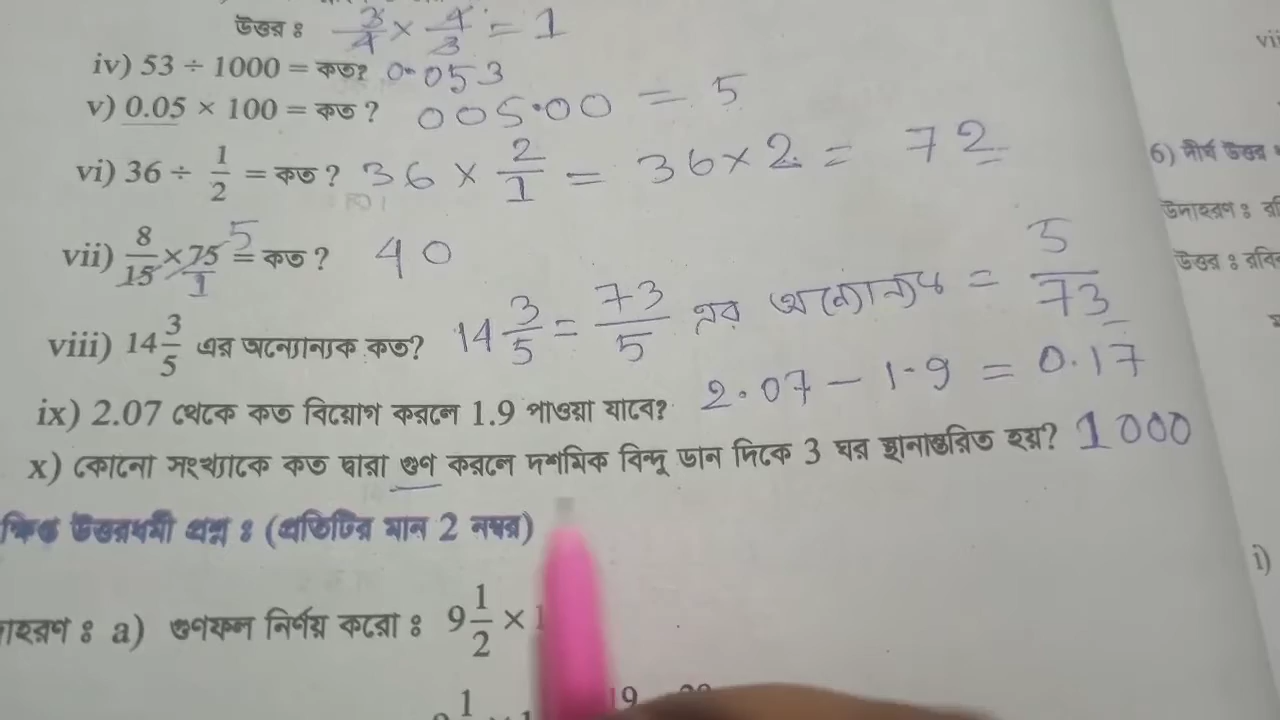 উত্তর ঃ 3/4 × 4/3 = 1
iv) 53 ÷ 1000 = কত? 0.053
v) 0.05 × 100 = কত ? 005.00 = 5
vi) 36 ÷ 1/2 = কত ? 36 × 2/1 = 36 × 2 = 72
vii) 8/15 × 75/1 5 = কত ? 40
viii) 14 3/5 এর অন্যোন্যক কত? 14 3/5 = 73/5 এর অন্যোন্যক = 5/73
ix) 2.07 থেকে কত বিয়োগ করলে 1.9 পাওয়া যাবে? 2.07 − 1.9 = 0.17
x) কোনো সংখ্যাকে কত দ্বারা গুণ করলে দশমিক বিন্দু ডান দিকে 3 ঘর স্থানান্তরিত হয়? 1000
উত্তরধর্মী প্রশ্ন ঃ (প্রতিটির মান 2 নম্বর)
a) গুণফল নির্ণয় করো ঃ 9 1/2 ×
19
vii
6) দীর্ঘ উত্তর
উদাহরণ ঃ
উত্তর ঃ
i)